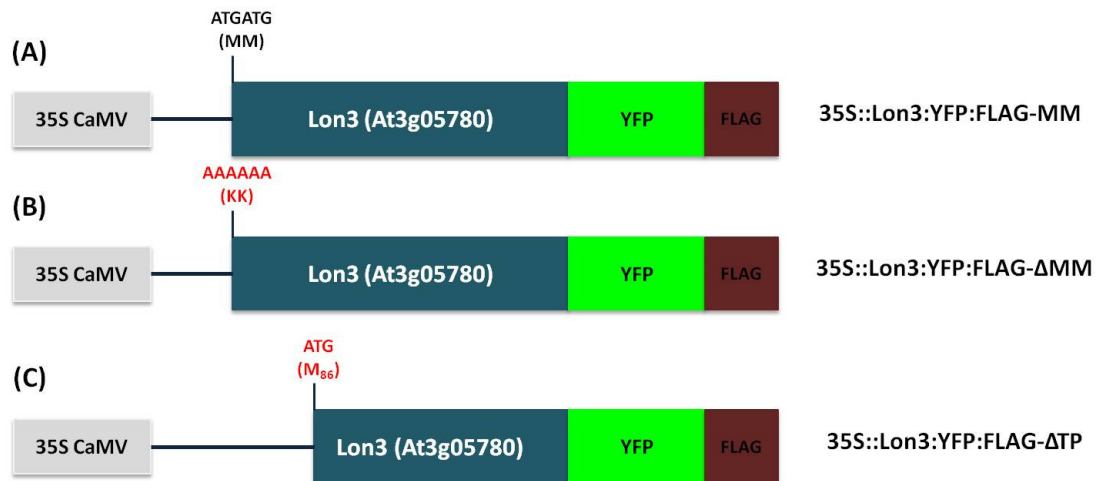 ATGATG
(MM)
(A)
35S CaMV
Lon3 (At3g05780)
YFP
FLAG
35S::Lon3:YFP:FLAG-MM
AAAAAA
(KK)
(B)
35S CaMV
Lon3 (At3g05780)
YFP
FLAG
35S::Lon3:YFP:FLAG-ΔMM
ATG
(M₈₆)
(C)
35S CaMV
Lon3 (At3g05780)
YFP
FLAG
35S::Lon3:YFP:FLAG-ΔTP